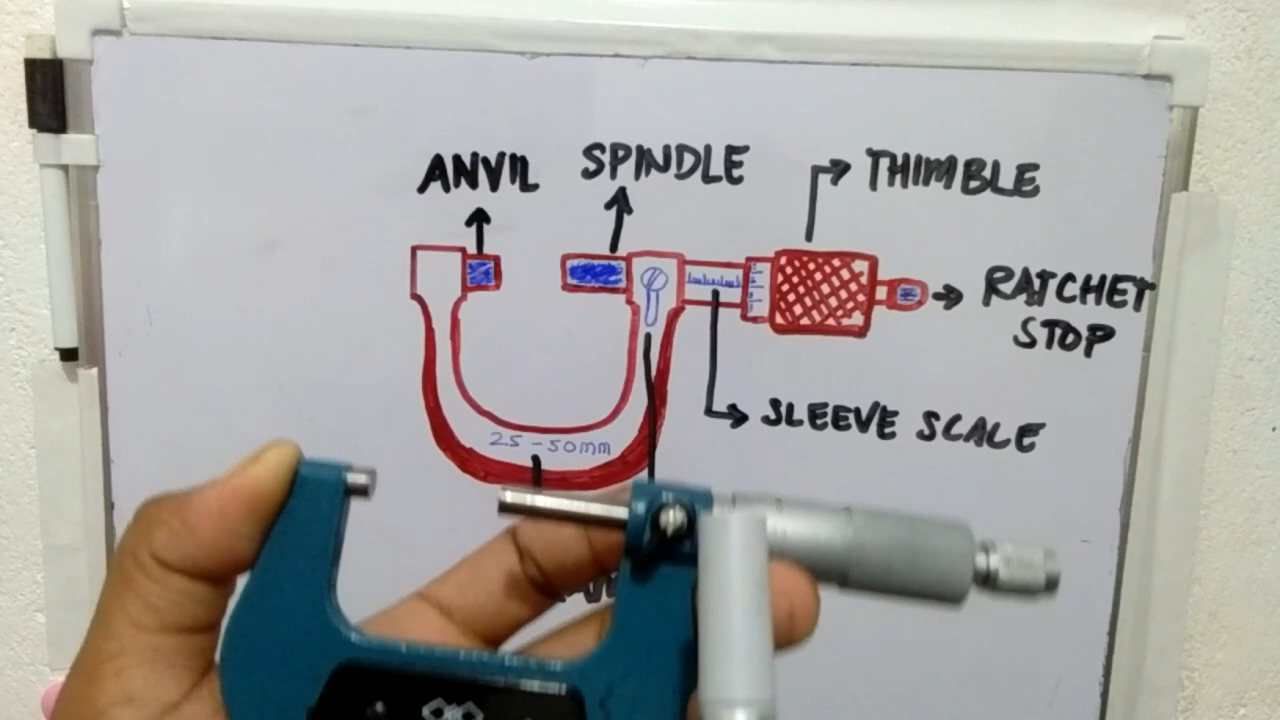 ANVIL
SPINDLE
THIMBLE
RATCHET
STOP
SLEEVE SCALE
25-50mm